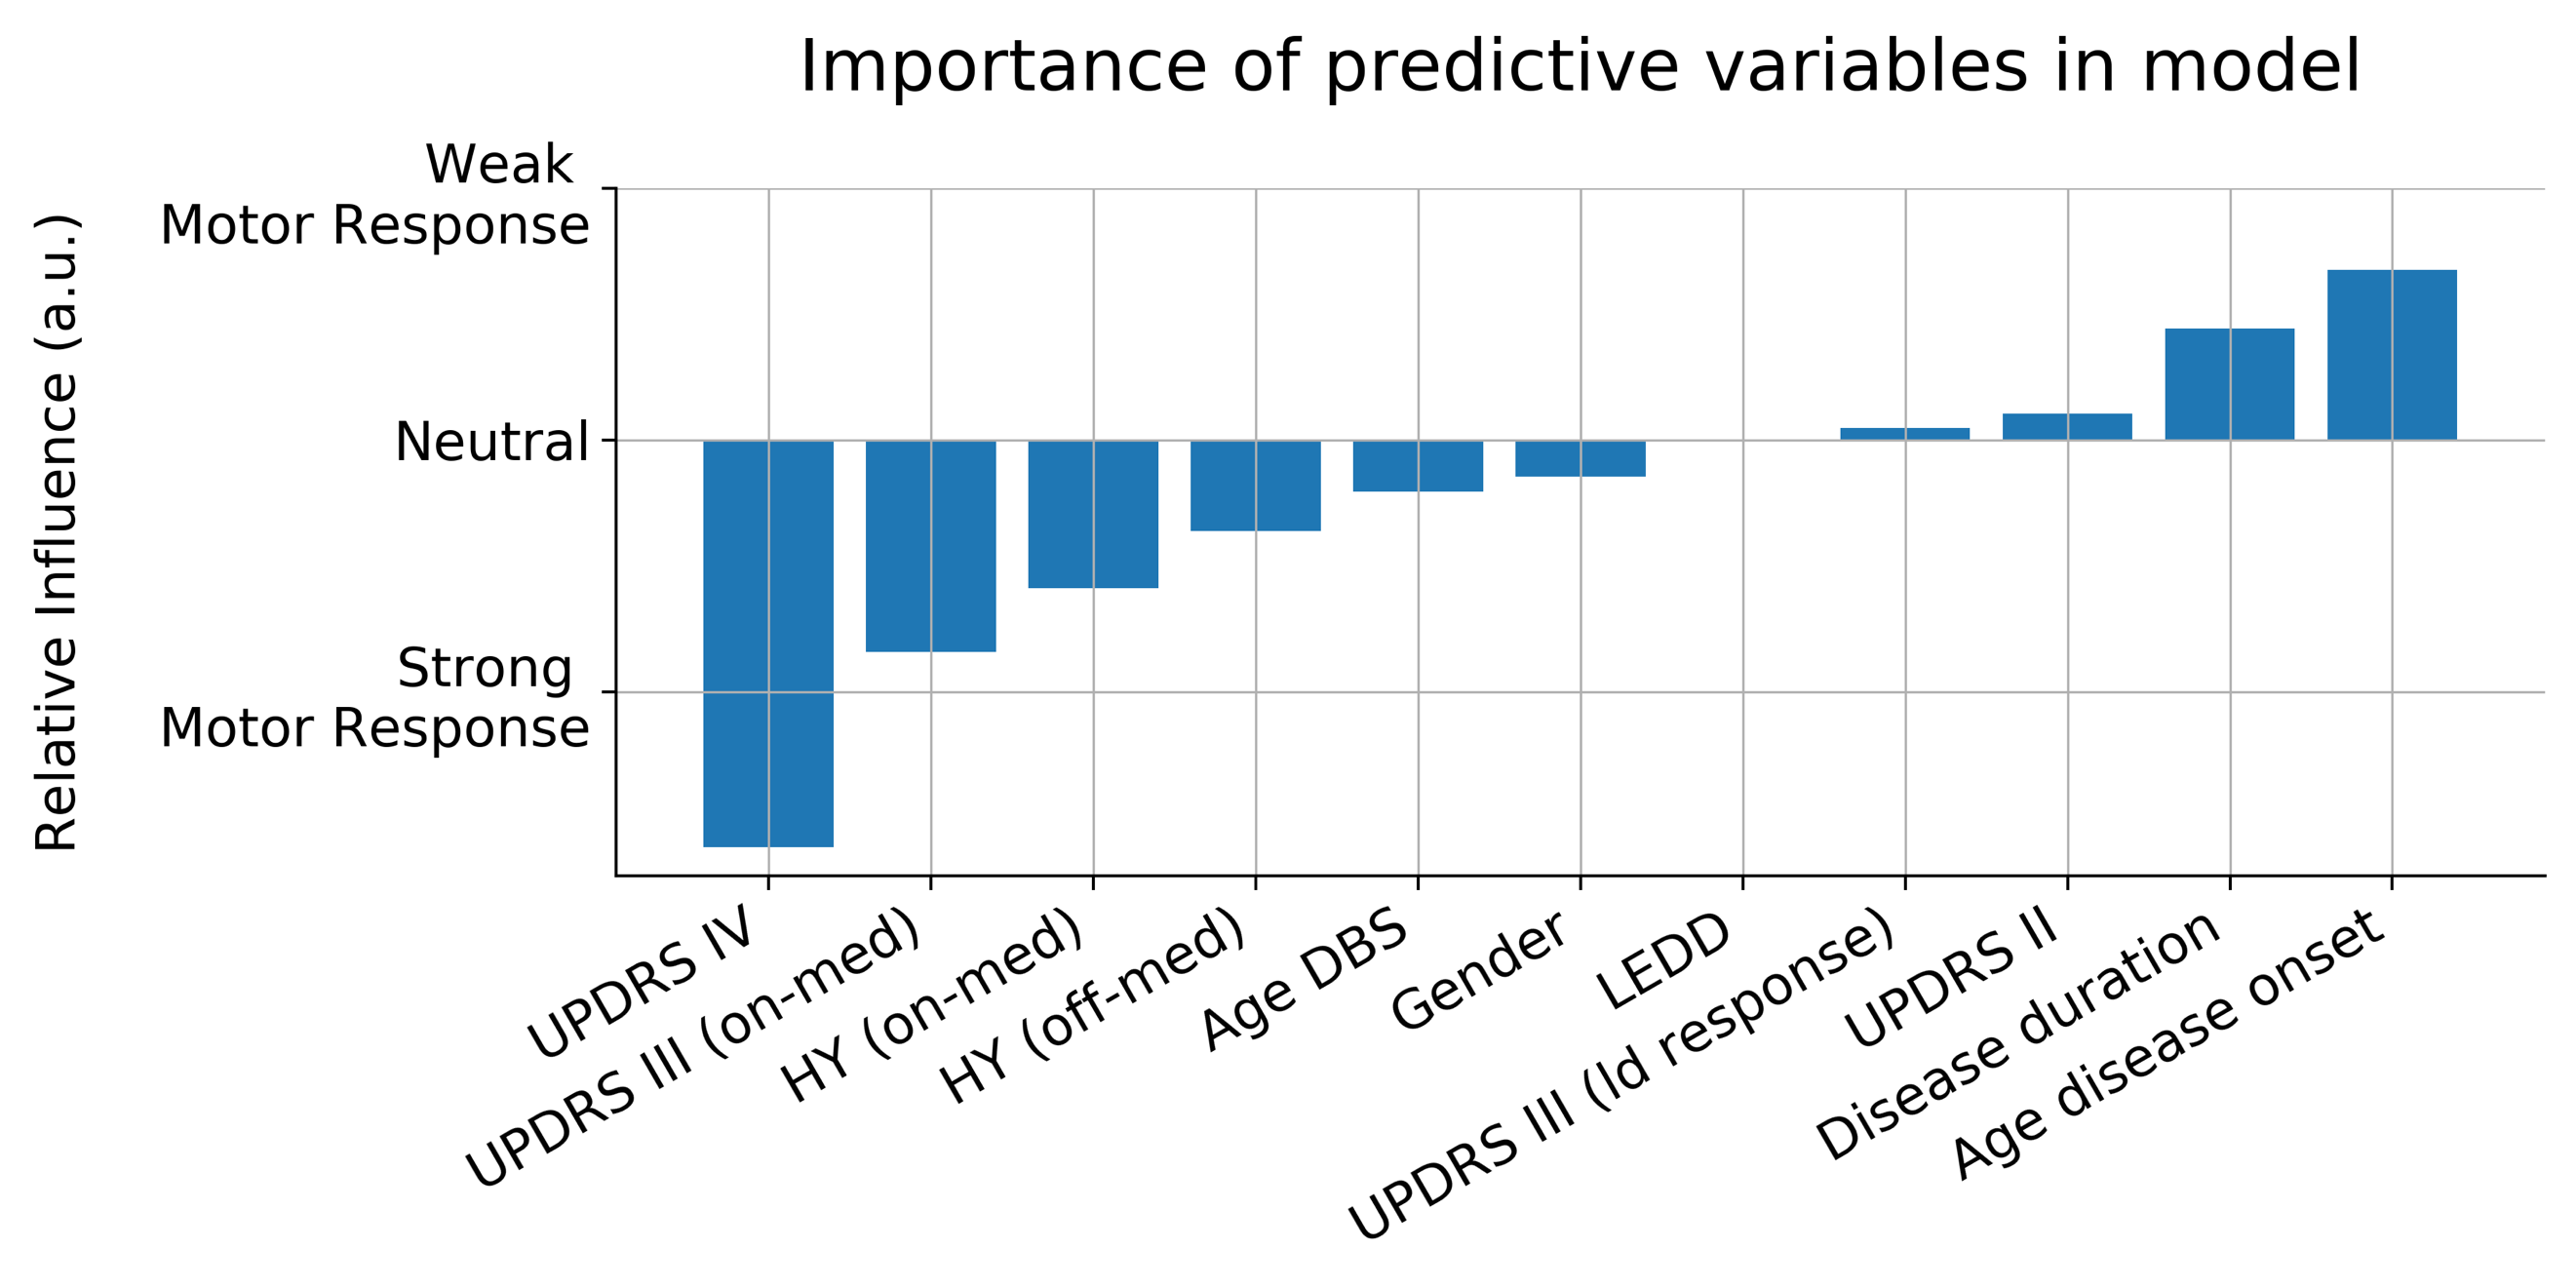 Importance of predictive variables in model
Relative Influence (a.u.)
Weak
Motor Response
Neutral
Strong
Motor Response
UPDRS IV
UPDRS III (on-med)
HY (on-med)
HY (off-med)
Age DBS
Gender
LEDD
UPDRS III (ld response)
UPDRS II
Disease duration
Age disease onset